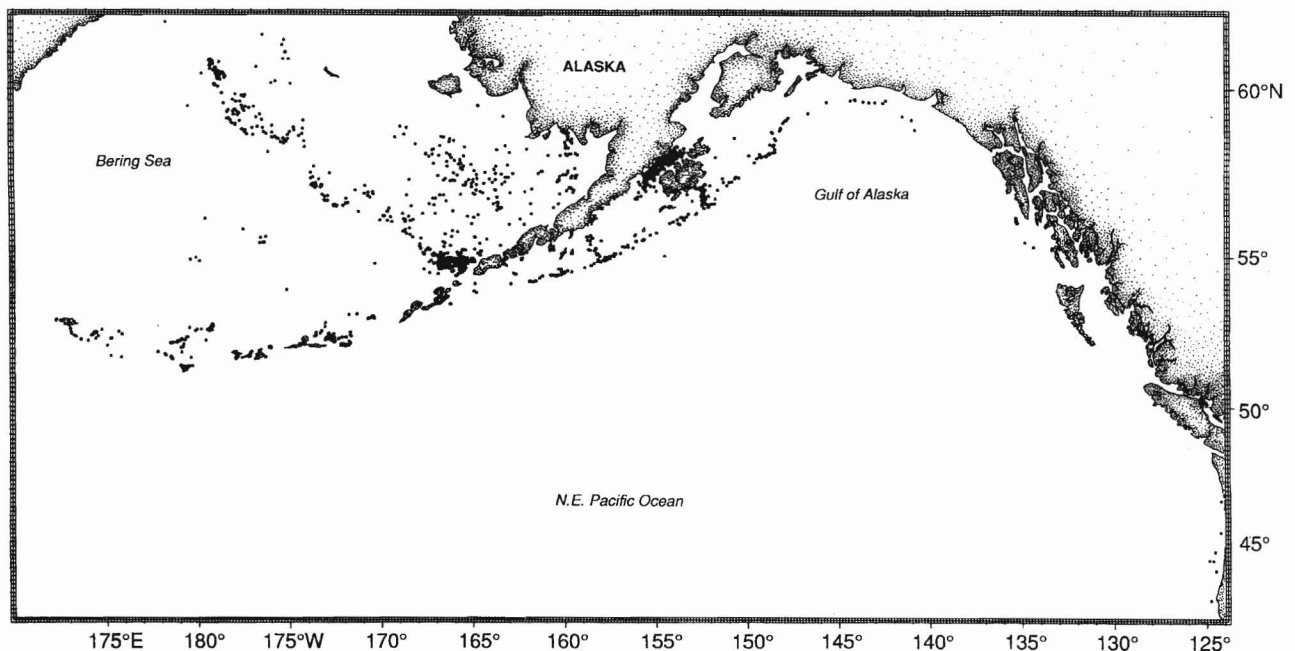 ALASKA
60°N
Bering Sea
Gulf of Alaska
55°
50°
N.E. Pacific Ocean
45°
175°E 180° 175°W 170° 165° 160° 155° 150° 145° 140° 135° 130° 125°